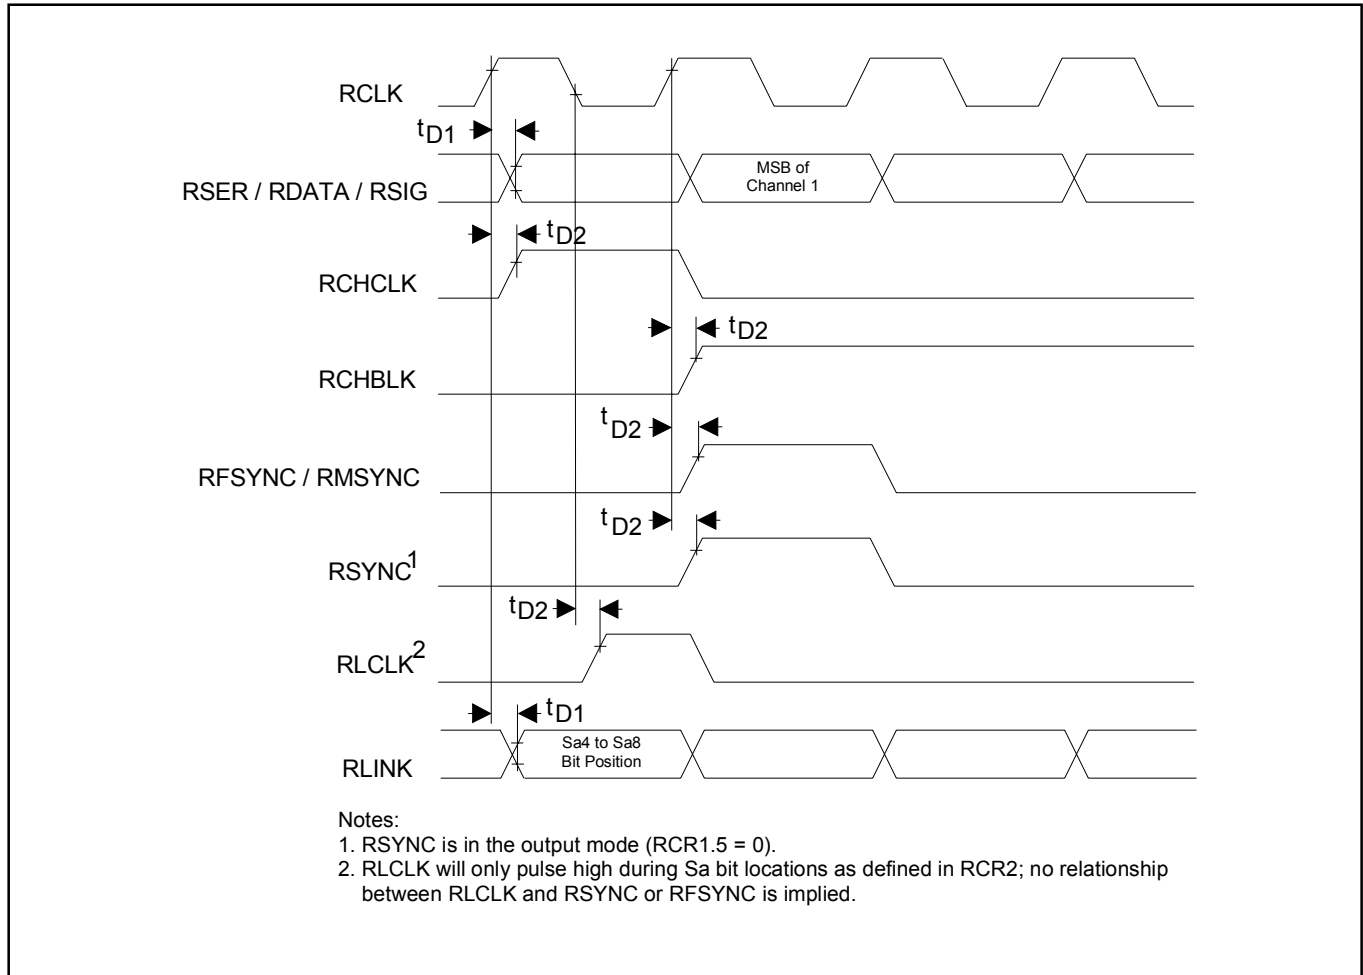 RCLK
tD1
RSER / RDATA / RSIG
MSB of
Channel 1
tD2
RCHCLK
tD2
RCHBLK
tD2
RFSYNC / RMSYNC
tD2
RSYNC1
tD2
RLCLK2
tD1
RLINK
Sa4 to Sa8
Bit Position
Notes:
1. RSYNC is in the output mode (RCR1.5 = 0).
2. RLCLK will only pulse high during Sa bit locations as defined in RCR2; no relationship
between RLCLK and RSYNC or RFSYNC is implied.